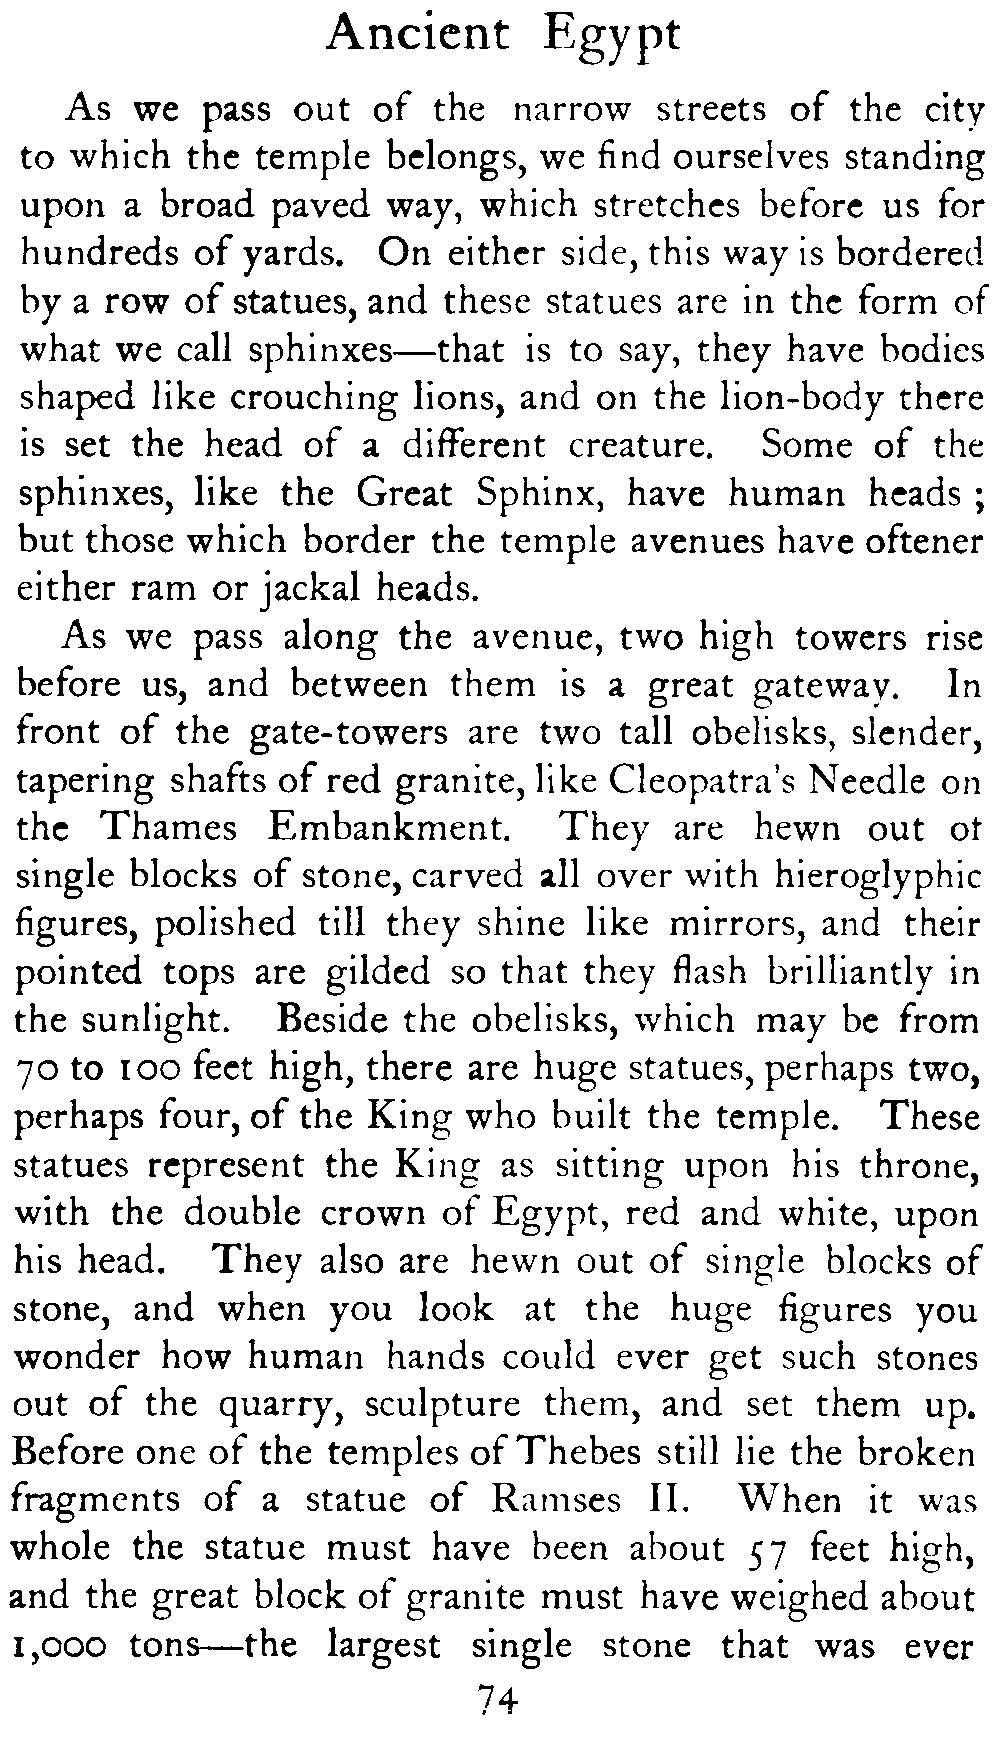 Ancient Egypt
As we pass out of the narrow streets of the city
to which the temple belongs, we find ourselves standing
upon a broad paved way, which stretches before us for
hundreds of yards. On either side, this way is bordered
by a row of statues, and these statues are in the form of
what we call sphinxes—that is to say, they have bodies
shaped like crouching lions, and on the lion-body there
is set the head of a different creature. Some of the
sphinxes, like the Great Sphinx, have human heads ;
but those which border the temple avenues have oftener
either ram or jackal heads.
As we pass along the avenue, two high towers rise
before us, and between them is a great gateway. In
front of the gate-towers are two tall obelisks, slender,
tapering shafts of red granite, like Cleopatra's Needle on
the Thames Embankment. They are hewn out of
single blocks of stone, carved all over with hieroglyphic
figures, polished till they shine like mirrors, and their
pointed tops are gilded so that they flash brilliantly in
the sunlight. Beside the obelisks, which may be from
70 to 100 feet high, there are huge statues, perhaps two,
perhaps four, of the King who built the temple. These
statues represent the King as sitting upon his throne,
with the double crown of Egypt, red and white, upon
his head. They also are hewn out of single blocks of
stone, and when you look at the huge figures you
wonder how human hands could ever get such stones
out of the quarry, sculpture them, and set them up.
Before one of the temples of Thebes still lie the broken
fragments of a statue of Ramses II. When it was
whole the statue must have been about 57 feet high,
and the great block of granite must have weighed about
1,000 tons—the largest single stone that was ever
74